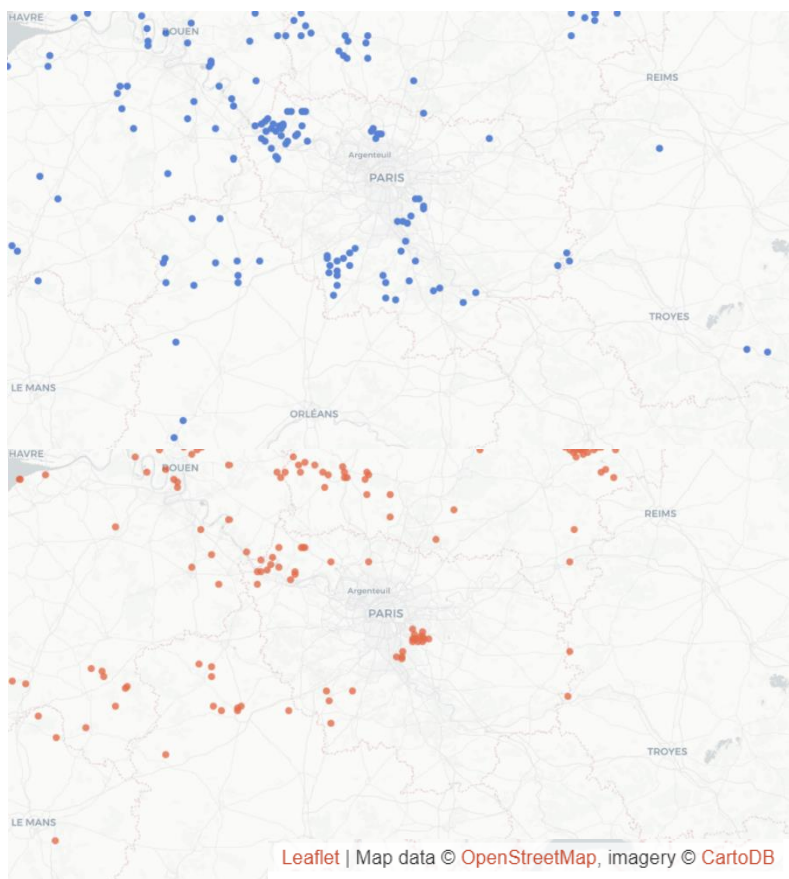 HAVRE
ROUEN
REIMS
Argenteuil
PARIS
TROYES
LE MANS
ORLÉANS
HAVRE
ROUEN
REIMS
Argenteuil
PARIS
TROYES
LE MANS
Leaflet | Map data © OpenStreetMap, imagery © CartoDB